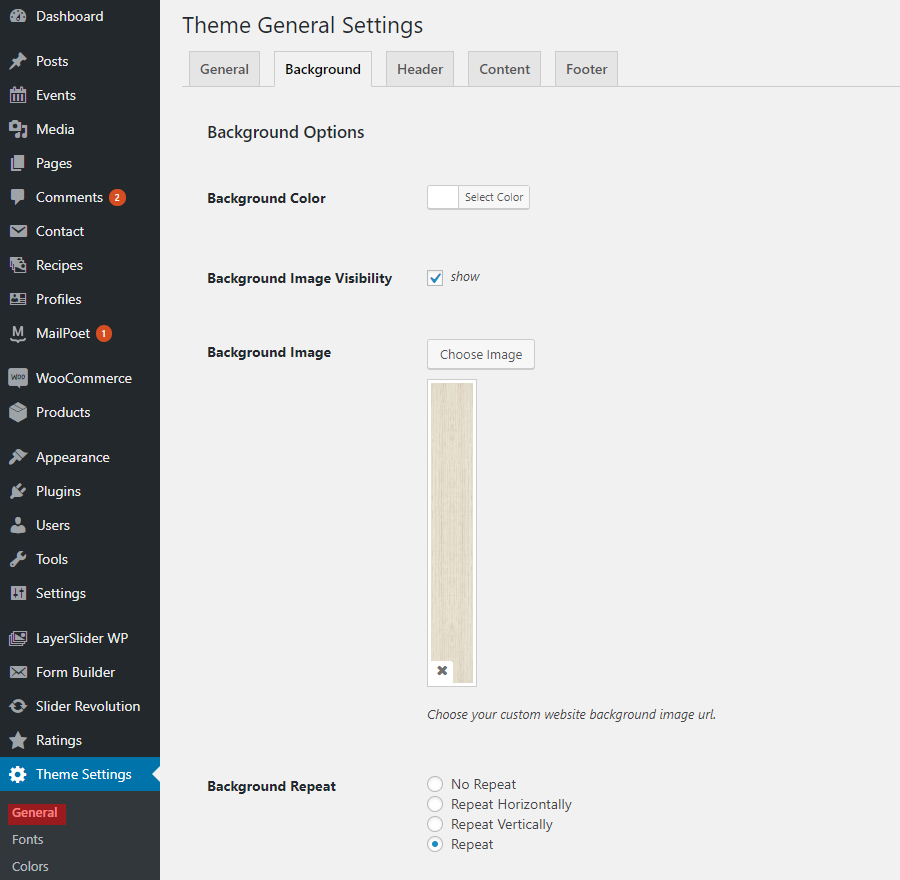 Dashboard
Posts
Events
Media
Pages
Comments 2
Contact
Recipes
Profiles
MailPoet 1
WooCommerce
Products
Appearance
Plugins
Users
Tools
Settings
LayerSlider WP
Form Builder
Slider Revolution
Ratings
Theme Settings
General
Fonts
Colors
Theme General Settings
General Background Header Content Footer
Background Options
Background Color Select Color
Background Image Visibility show
Background Image Choose Image
Choose your custom website background image url.
Background Repeat No Repeat
Repeat Horizontally
Repeat Vertically
Repeat